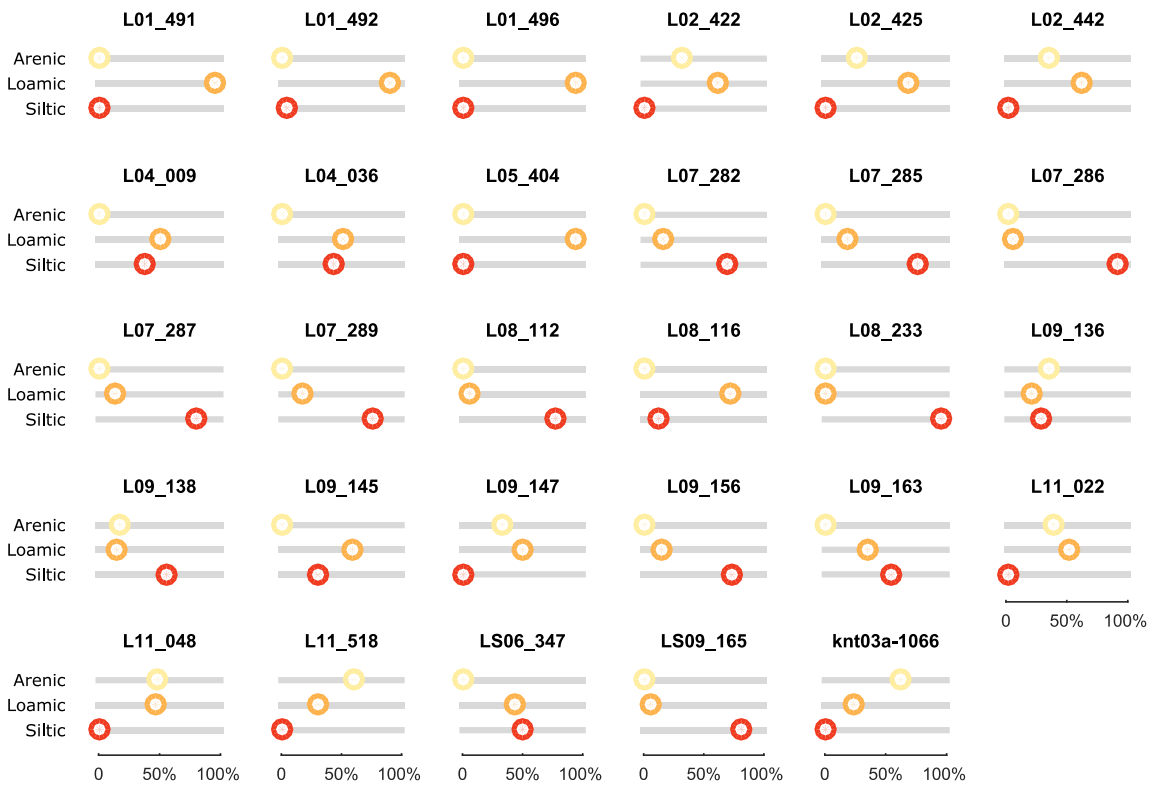 L01_491 L01_492 L01_496 L02_422 L02_425 L02_442
Arenic
Loamic
Siltic
L04_009 L04_036 L05_404 L07_282 L07_285 L07_286
Arenic
Loamic
Siltic
L07_287 L07_289 L08_112 L08_116 L08_233 L09_136
Arenic
Loamic
Siltic
L09_138 L09_145 L09_147 L09_156 L09_163 L11_022
Arenic
Loamic
Siltic
0 50% 100%
L11_048 L11_518 LS06_347 LS09_165 knt03a-1066
Arenic
Loamic
Siltic
0 50% 100% 0 50% 100% 0 50% 100% 0 50% 100% 0 50% 100%